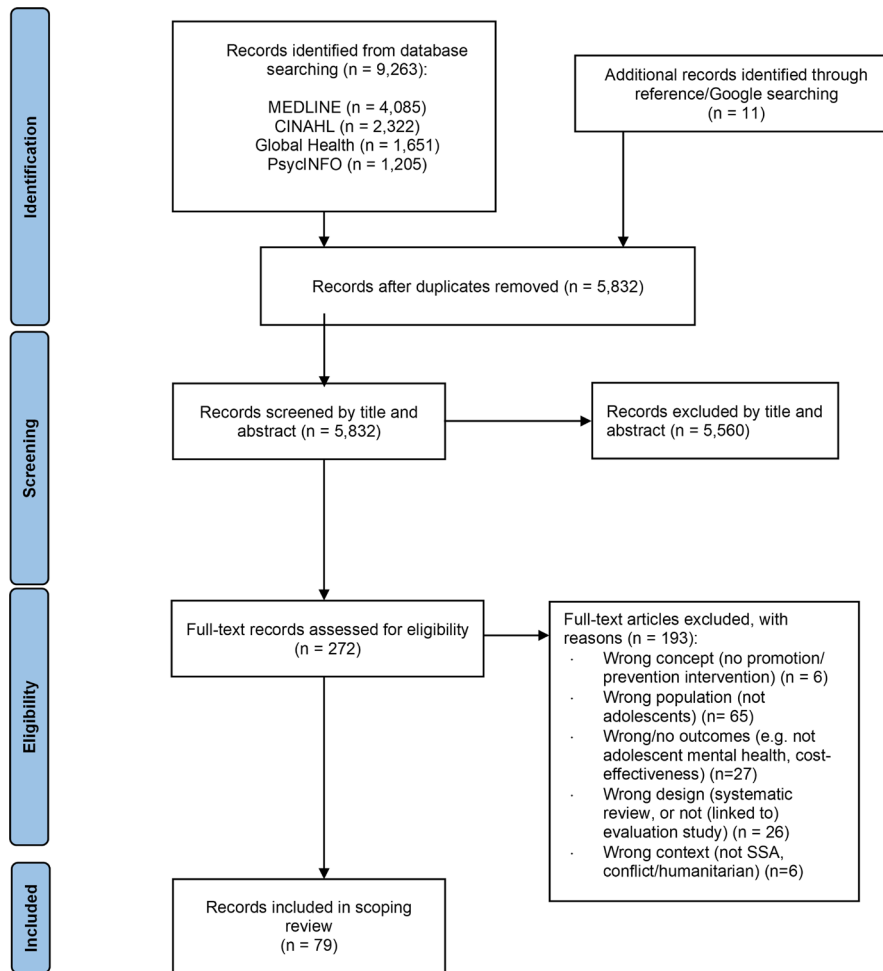 Identification
Records identified from database
searching (n = 9,263):
MEDLINE (n = 4,085)
CINAHL (n = 2,322)
Global Health (n = 1,651)
PsycINFO (n = 1,205)
Additional records identified through
reference/Google searching
(n = 11)
Records after duplicates removed (n = 5,832)
Screening
Records screened by title and
abstract (n = 5,832)
Records excluded by title and
abstract (n = 5,560)
Eligibility
Full-text records assessed for eligibility
(n = 272)
Full-text articles excluded, with
reasons (n = 193):
· Wrong concept (no promotion/
prevention intervention) (n = 6)
· Wrong population (not
adolescents) (n= 65)
· Wrong/no outcomes (e.g. not
adolescent mental health, cost-
effectiveness) (n=27)
· Wrong design (systematic
review, or not (linked to)
evaluation study) (n = 26)
· Wrong context (not SSA,
conflict/humanitarian) (n=6)
Included
Records included in scoping
review
(n = 79)